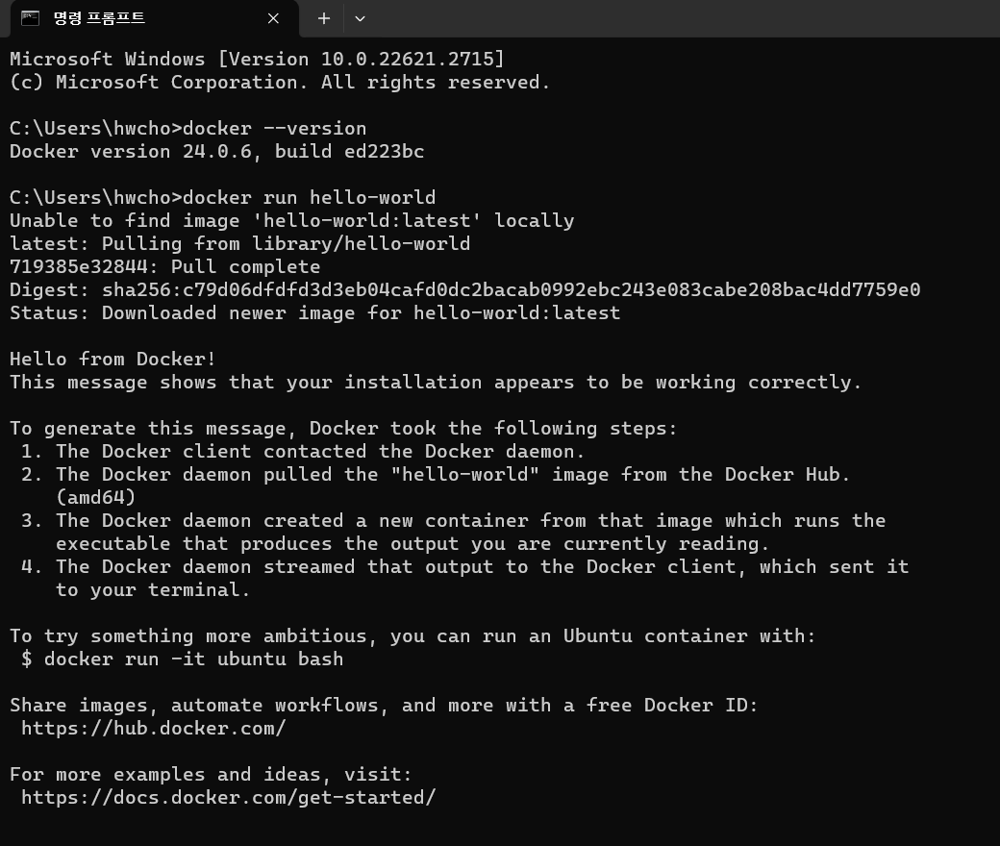 명령 프롬프트
Microsoft Windows [Version 10.0.22621.2715]
(c) Microsoft Corporation. All rights reserved.
C:\Users\hwcho>docker --version
Docker version 24.0.6, build ed223bc
C:\Users\hwcho>docker run hello-world
Unable to find image 'hello-world:latest' locally
latest: Pulling from library/hello-world
719385e32844: Pull complete
Digest: sha256:c79d06dfdfd3d3eb04cafd0dc2bacab0992ebc243e083cabe208bac4dd7759e0
Status: Downloaded newer image for hello-world:latest
Hello from Docker!
This message shows that your installation appears to be working correctly.
To generate this message, Docker took the following steps:
 1. The Docker client contacted the Docker daemon.
 2. The Docker daemon pulled the "hello-world" image from the Docker Hub.
    (amd64)
 3. The Docker daemon created a new container from that image which runs the
    executable that produces the output you are currently reading.
 4. The Docker daemon streamed that output to the Docker client, which sent it
    to your terminal.
To try something more ambitious, you can run an Ubuntu container with:
 $ docker run -it ubuntu bash
Share images, automate workflows, and more with a free Docker ID:
 https://hub.docker.com/
For more examples and ideas, visit:
 https://docs.docker.com/get-started/